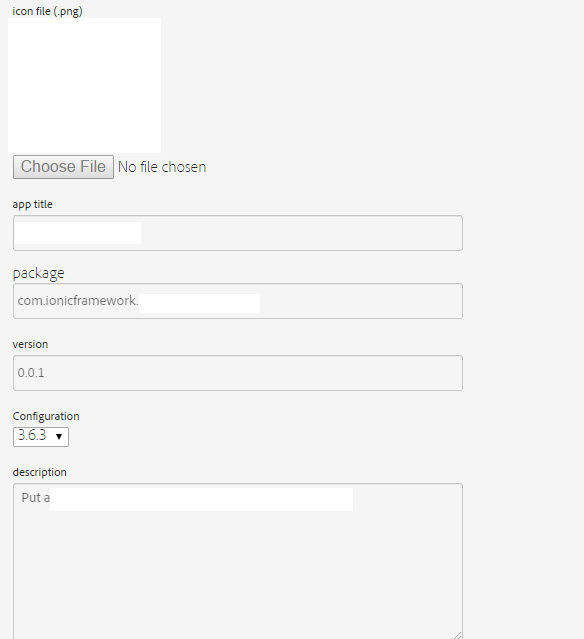 icon file (.png)
Choose File No file chosen
app title
package
com.ionicframework.
version
0.0.1
Configuration
3.6.3
description
Put a